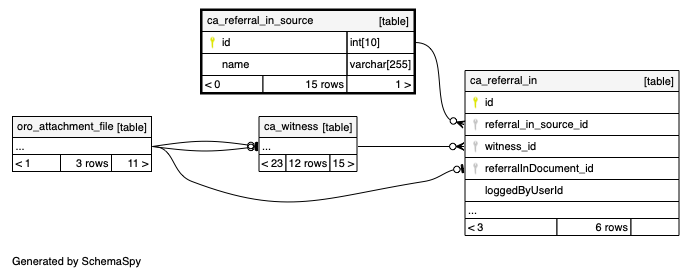 ca_referral_in_source [table]
id int[10]
name varchar[255]
< 0 15 rows 1 >
ca_referral_in [table]
id
referral_in_source_id
witness_id
referralInDocument_id
loggedByUserId
...
< 3 6 rows
oro_attachment_file [table]
...
< 1 3 rows 11 >
ca_witness [table]
...
< 23 12 rows 15 >
Generated by SchemaSpy